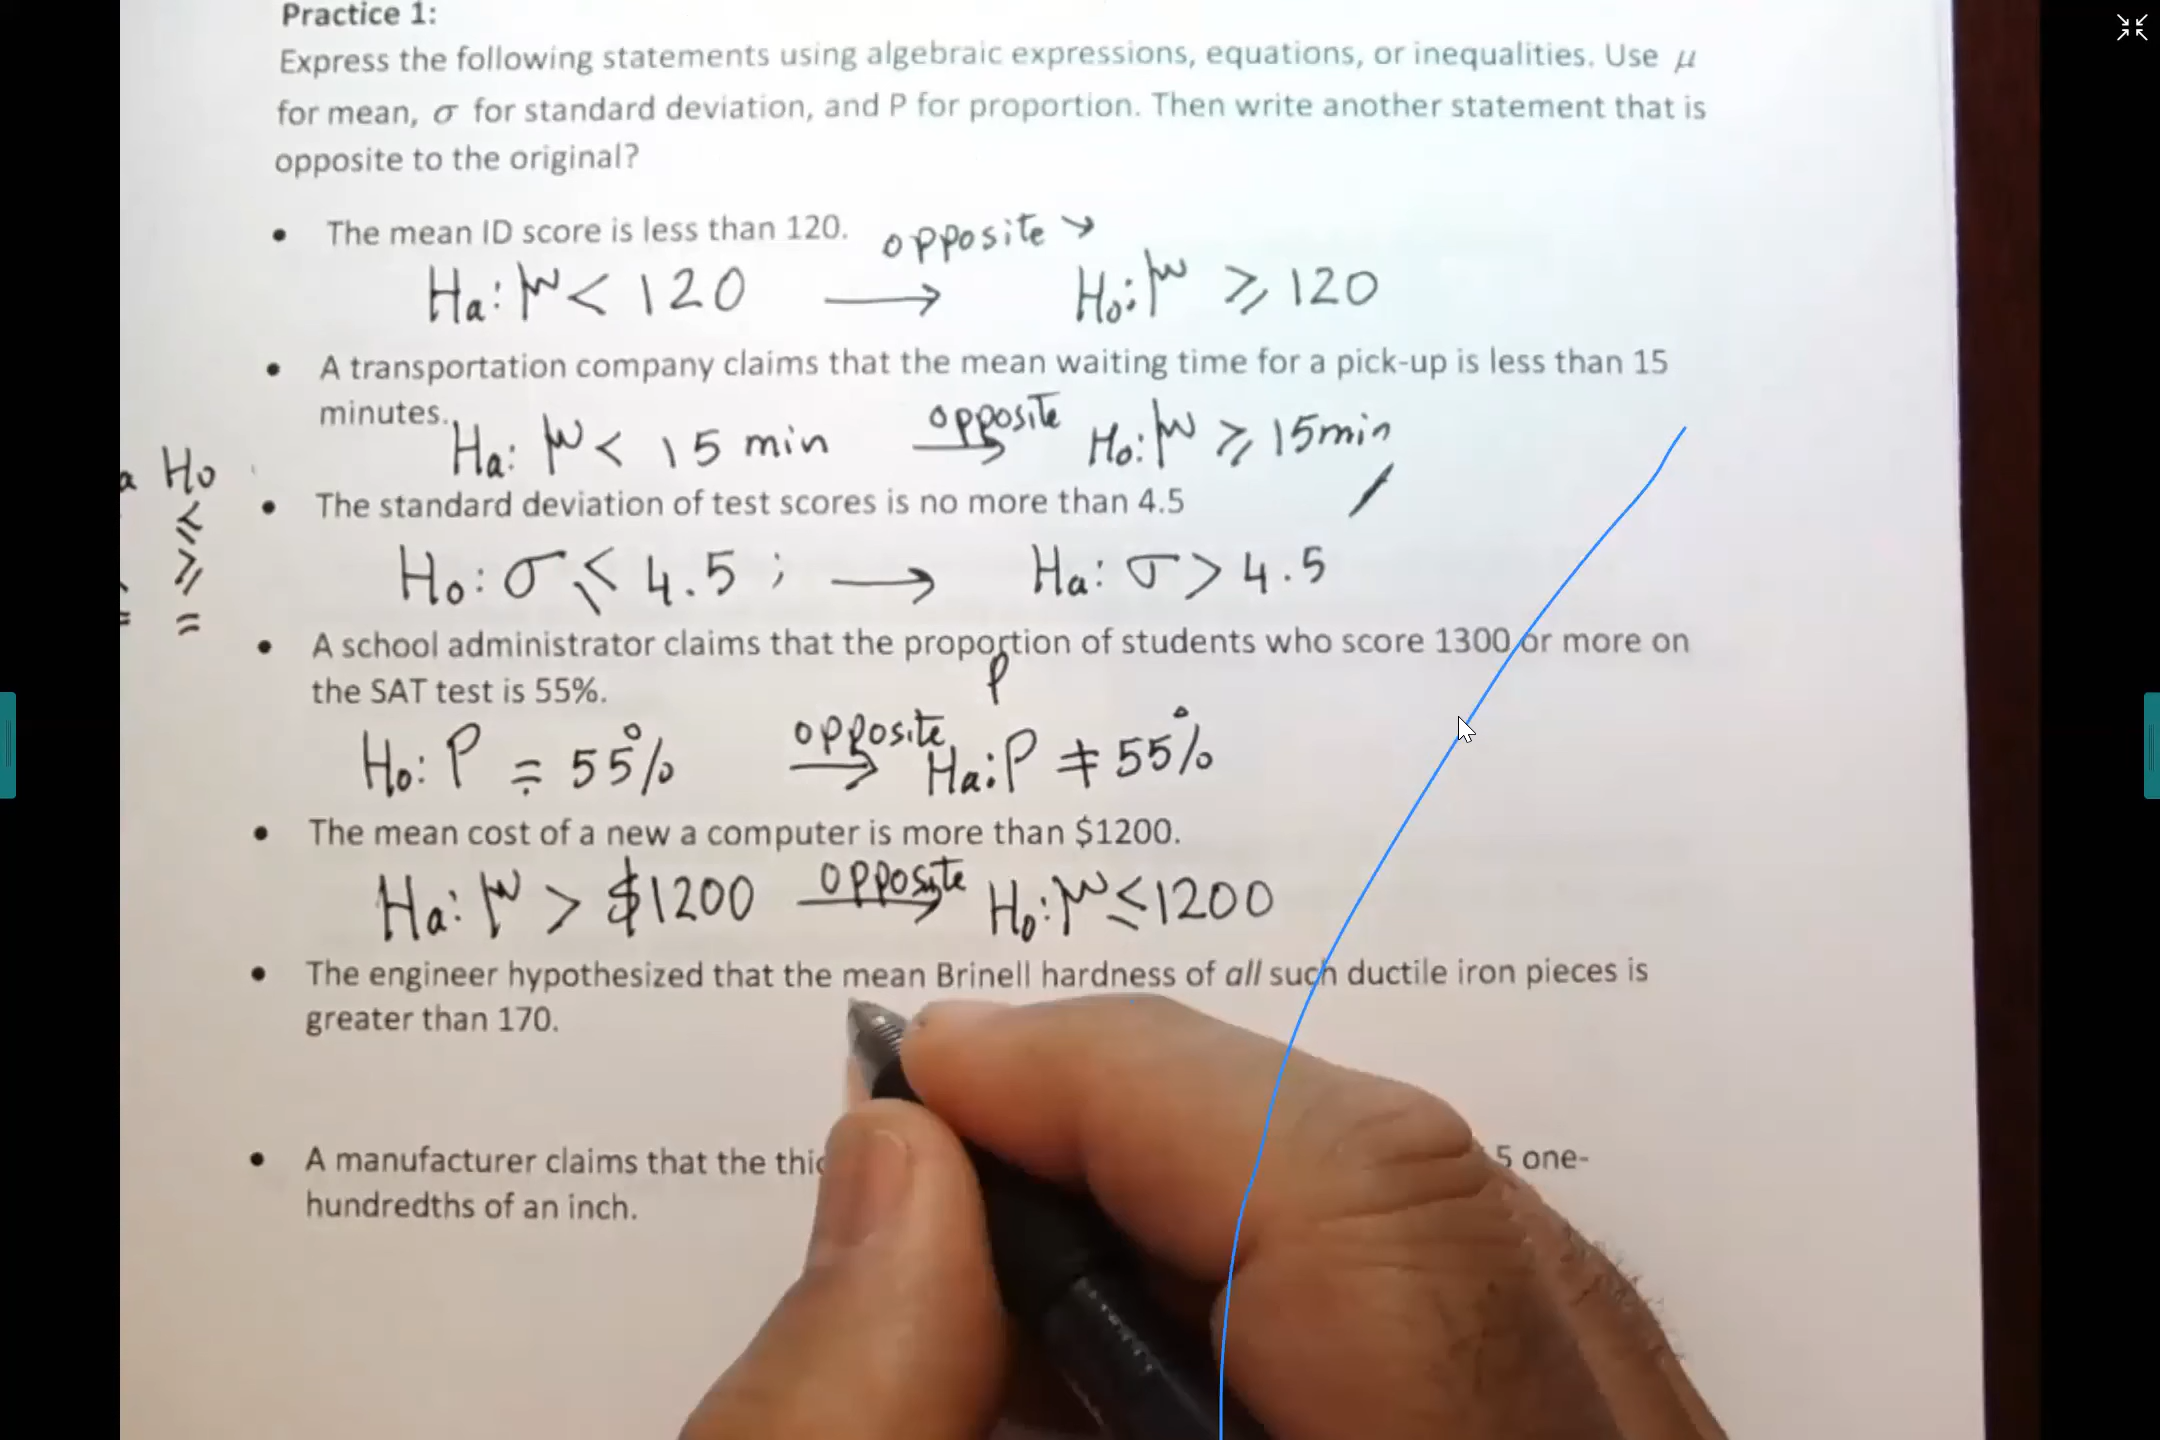 Practice 1:
Express the following statements using algebraic expressions, equations, or inequalities. Use μ
for mean, σ for standard deviation, and P for proportion. Then write another statement that is
opposite to the original?
• The mean ID score is less than 120. opposite ↘
Ha: μ < 120 → Ho: μ ≥ 120
• A transportation company claims that the mean waiting time for a pick-up is less than 15
minutes. opposite
Ha: μ < 15 min → Ho: μ ≥ 15min
a Ho
≤
≥
= =
• The standard deviation of test scores is no more than 4.5
Ho: σ ≤ 4.5 ; → Ha: σ > 4.5
• A school administrator claims that the proportion of students who score 1300 or more on
the SAT test is 55%. P
opposite
Ho: P = 55% → Ha: P ≠ 55%
• The mean cost of a new a computer is more than $1200.
opposite
Ha: μ > $1200 → Ho: μ ≤ 1200
• The engineer hypothesized that the mean Brinell hardness of all such ductile iron pieces is
greater than 170.
• A manufacturer claims that the 5 one-
hundredths of an inch.